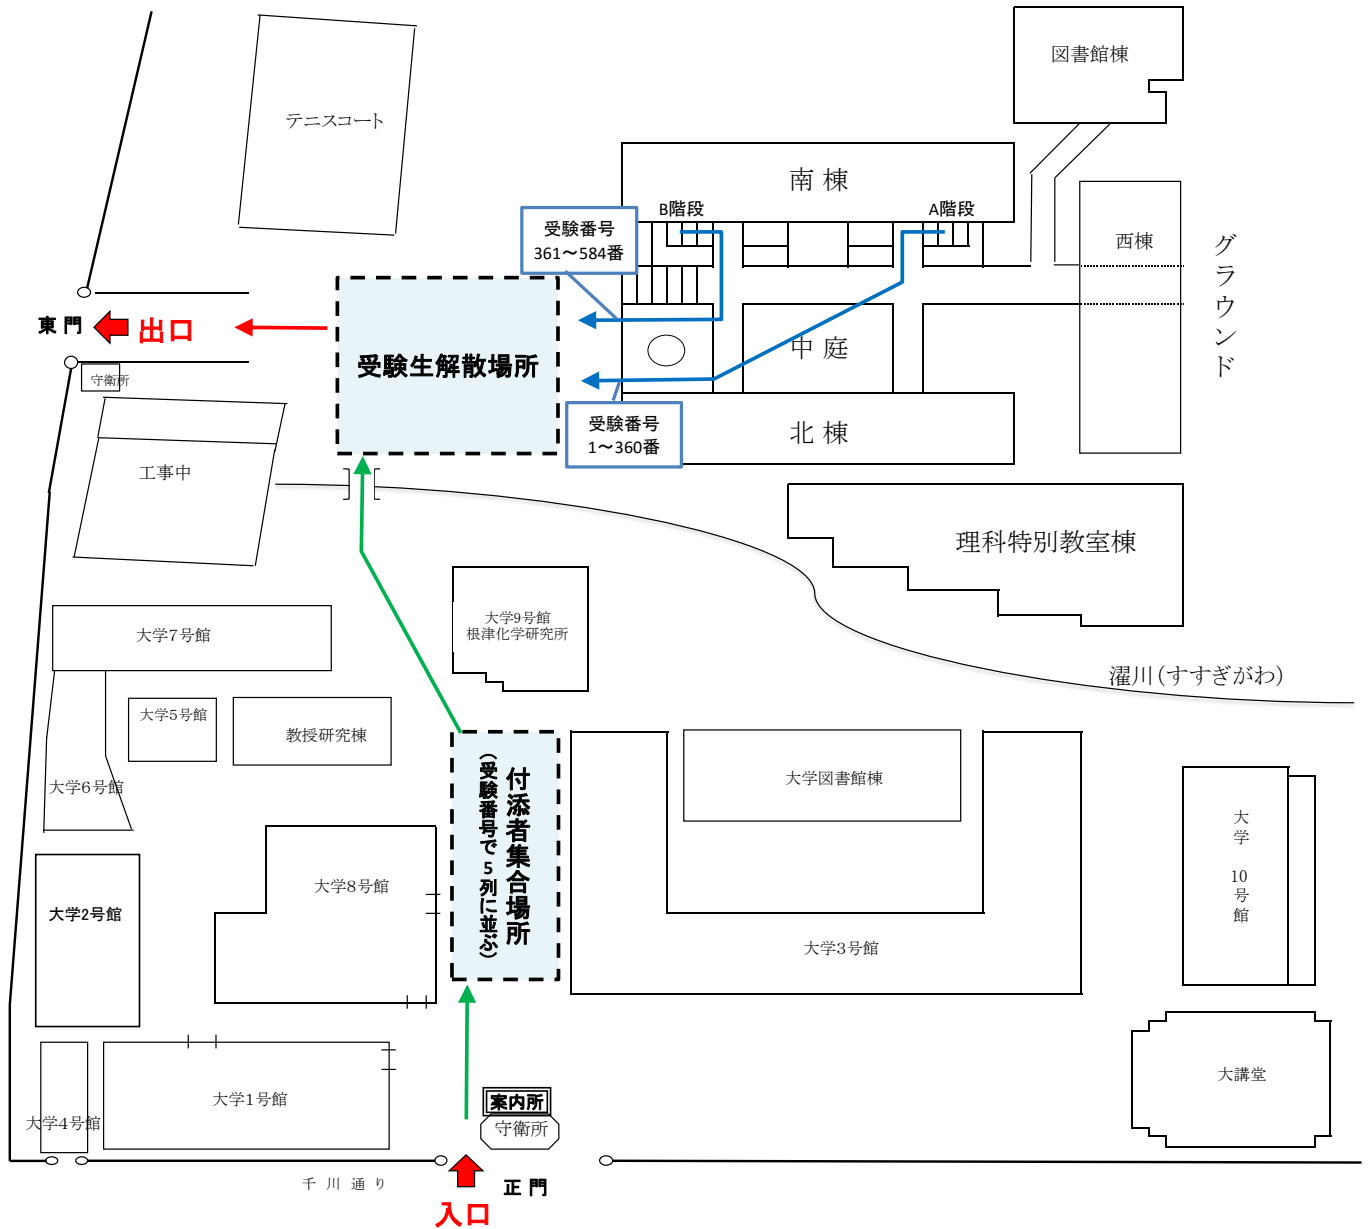 図書館棟
テニスコート
南 棟
B階段
A階段
受験番号
361～584番
西棟
グラウンド
東 門
出口
受験生解散場所
中 庭
守衛所
受験番号
1～360番
北 棟
工事中
理科特別教室棟
大学9号館
根津化学研究所
大学7号館
濯川（すすぎがわ）
大学5号館
教授研究棟
大学6号館
付添者集合場所
（受験番号で5列に並ぶ）
大学図書館棟
大学 10号館
大学8号館
大学2号館
大学3号館
大講堂
大学1号館
大学4号館
案内所
守衛所
千 川 通 り
正 門
入口